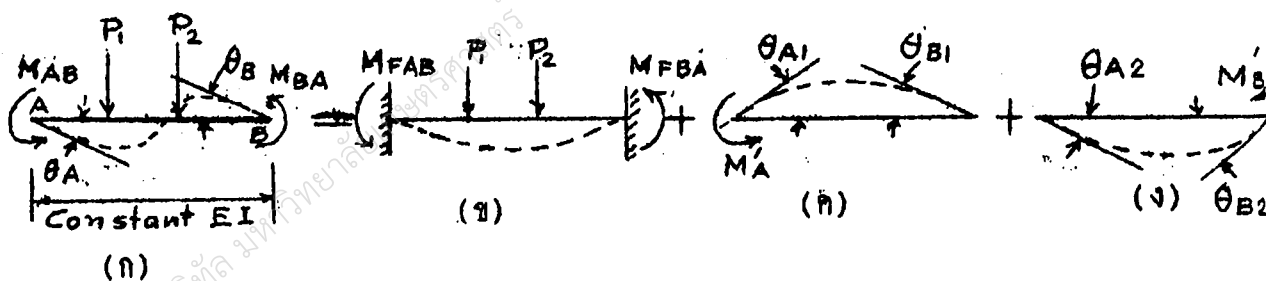 P₁ P₂ θB
MAB MBA
A B
θA
Constant EI
(ก)
=
MFAB P₁ P₂ MFBA
(ข)
+
θA1 θB1
M'A
(ค)
+
θA2 M'B
θB2
(ง)